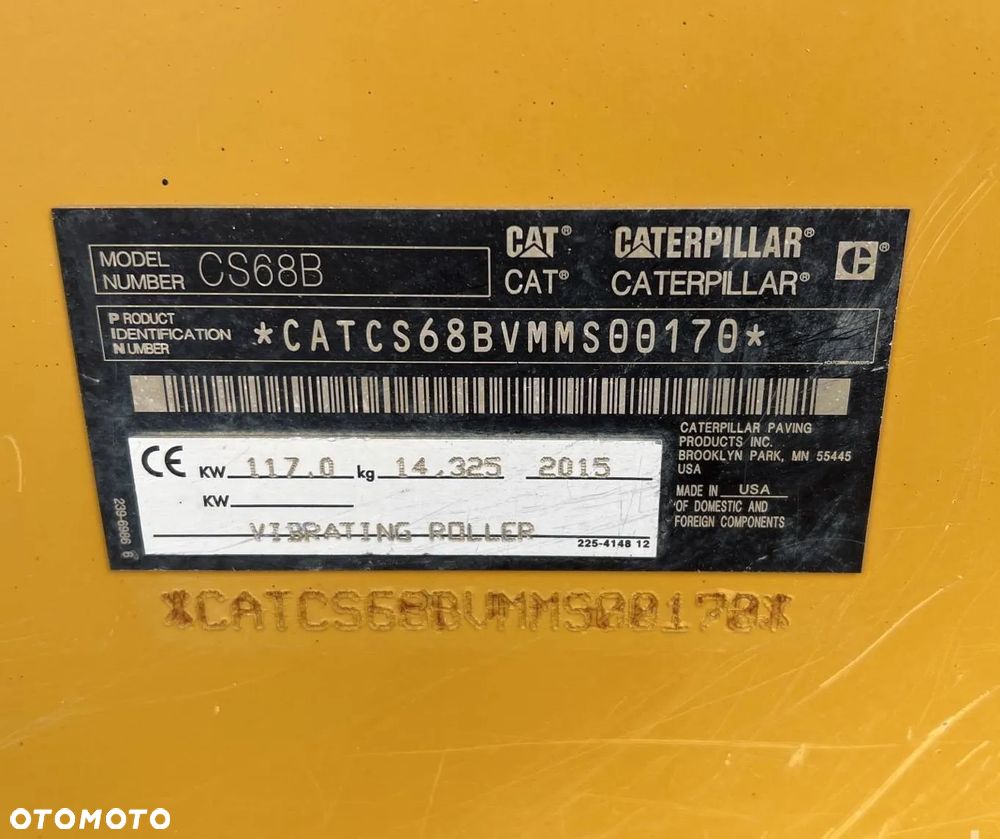 MODEL NUMBER CS68B
CAT® CATERPILLAR® ®
CAT® CATERPILLAR®
PRODUCT IDENTIFICATION NUMBER *CATCS68BVMMS00170*
CATERPILLAR PAVING
PRODUCTS INC.
BROOKLYN PARK, MN 55445
USA
MADE IN USA
OF DOMESTIC AND
FOREIGN COMPONENTS
CE KW 117.0 kg 14,325 2015
KW
VIBRATING ROLLER
225-4148 12
239-6986 6
*CATCS68BVMMS00170*
OTOMOTO